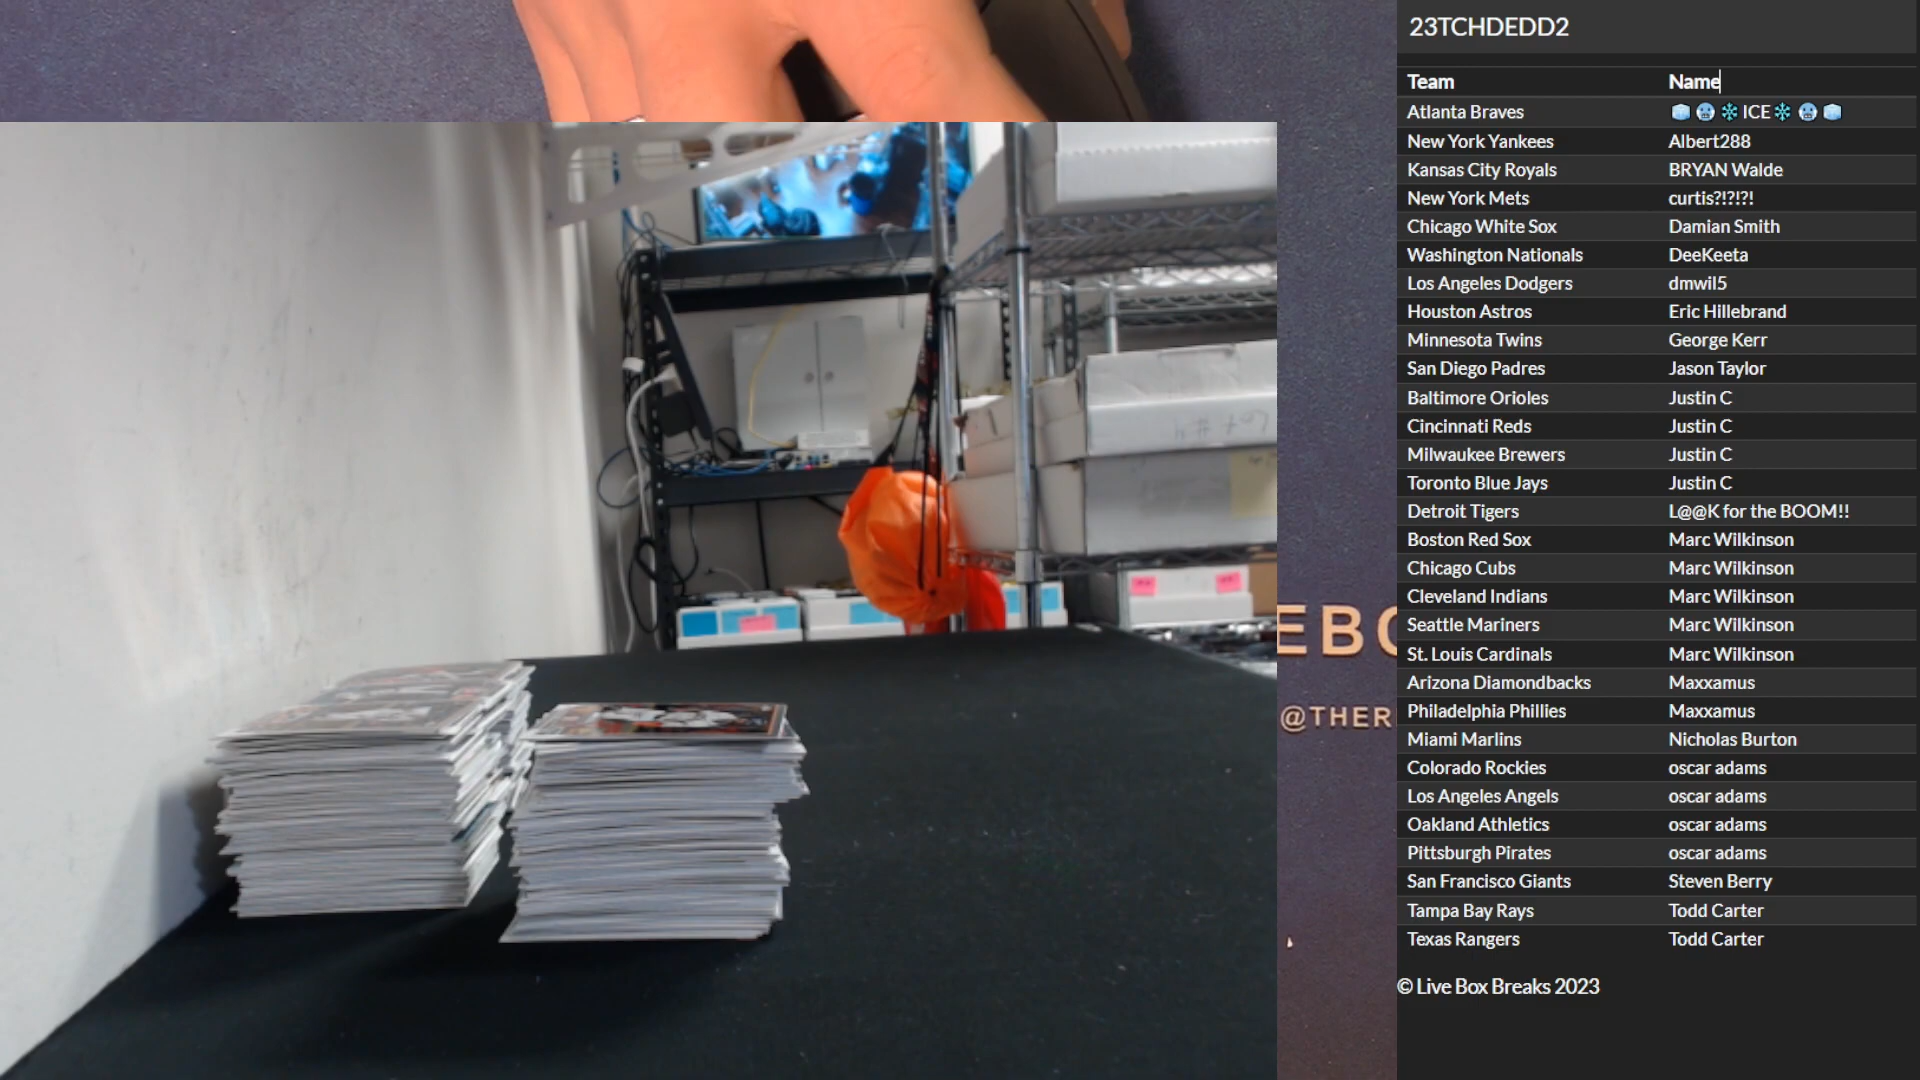 23TCHDEDD2
Team Name
Atlanta Braves 🧊🥶❄️ICE❄️🥶🧊
New York Yankees Albert288
Kansas City Royals BRYAN Walde
New York Mets curtis?!?!?!
Chicago White Sox Damian Smith
Washington Nationals DeeKeeta
Los Angeles Dodgers dmwil5
Houston Astros Eric Hillebrand
Minnesota Twins George Kerr
San Diego Padres Jason Taylor
Baltimore Orioles Justin C
Cincinnati Reds Justin C
Milwaukee Brewers Justin C
Toronto Blue Jays Justin C
Detroit Tigers L@@K for the BOOM!!
Boston Red Sox Marc Wilkinson
Chicago Cubs Marc Wilkinson
Cleveland Indians Marc Wilkinson
Seattle Mariners Marc Wilkinson
St. Louis Cardinals Marc Wilkinson
Arizona Diamondbacks Maxxamus
Philadelphia Phillies Maxxamus
Miami Marlins Nicholas Burton
Colorado Rockies oscar adams
Los Angeles Angels oscar adams
Oakland Athletics oscar adams
Pittsburgh Pirates oscar adams
San Francisco Giants Steven Berry
Tampa Bay Rays Todd Carter
Texas Rangers Todd Carter
© Live Box Breaks 2023
EBO
@THER